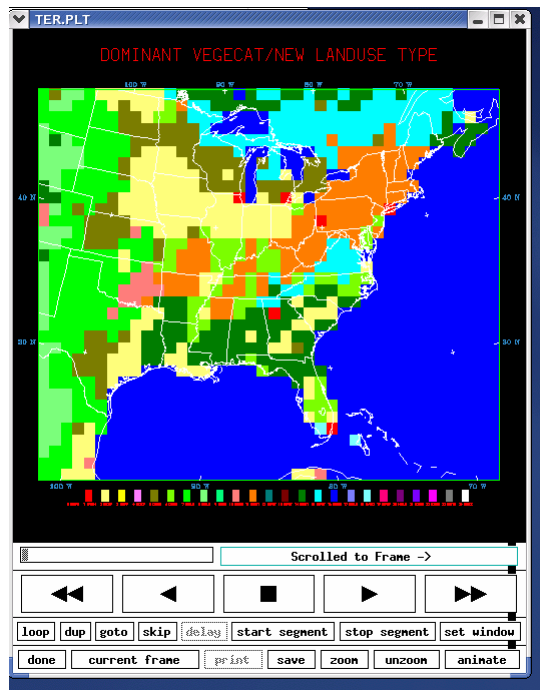 TER.PLT
DOMINANT VEGECAT/NEW LANDUSE TYPE
100 W 90 W 80 W 70 W
40 N 40 N
30 N 30 N
100 W 90 W 80 W 70 W
Scrolled to Frame ->
loop dup goto skip delay start segment stop segment set window
done current frame print save zoom unzoom animate